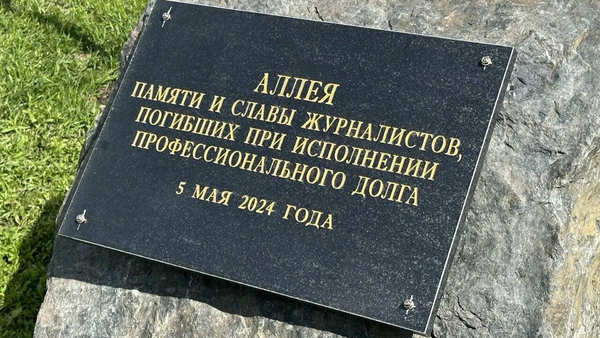 АЛЛЕЯ
ПАМЯТИ И СЛАВЫ ЖУРНАЛИСТОВ,
ПОГИБШИХ ПРИ ИСПОЛНЕНИИ
ПРОФЕССИОНАЛЬНОГО ДОЛГА
5 МАЯ 2024 ГОДА